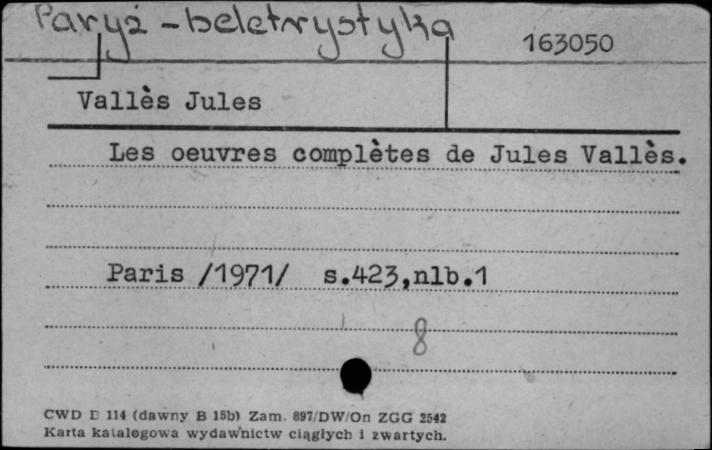 Paryż - beletrystyka
163050
Vallès Jules
Les oeuvres complètes de Jules Vallès.
Paris /1971/ s.423,nlb.1
8
CWD D 114 (dawny B 15b) Zam. 897/DW/On ZGG 2542
Karta katalogowa wydawnictw ciągłych i zwartych.